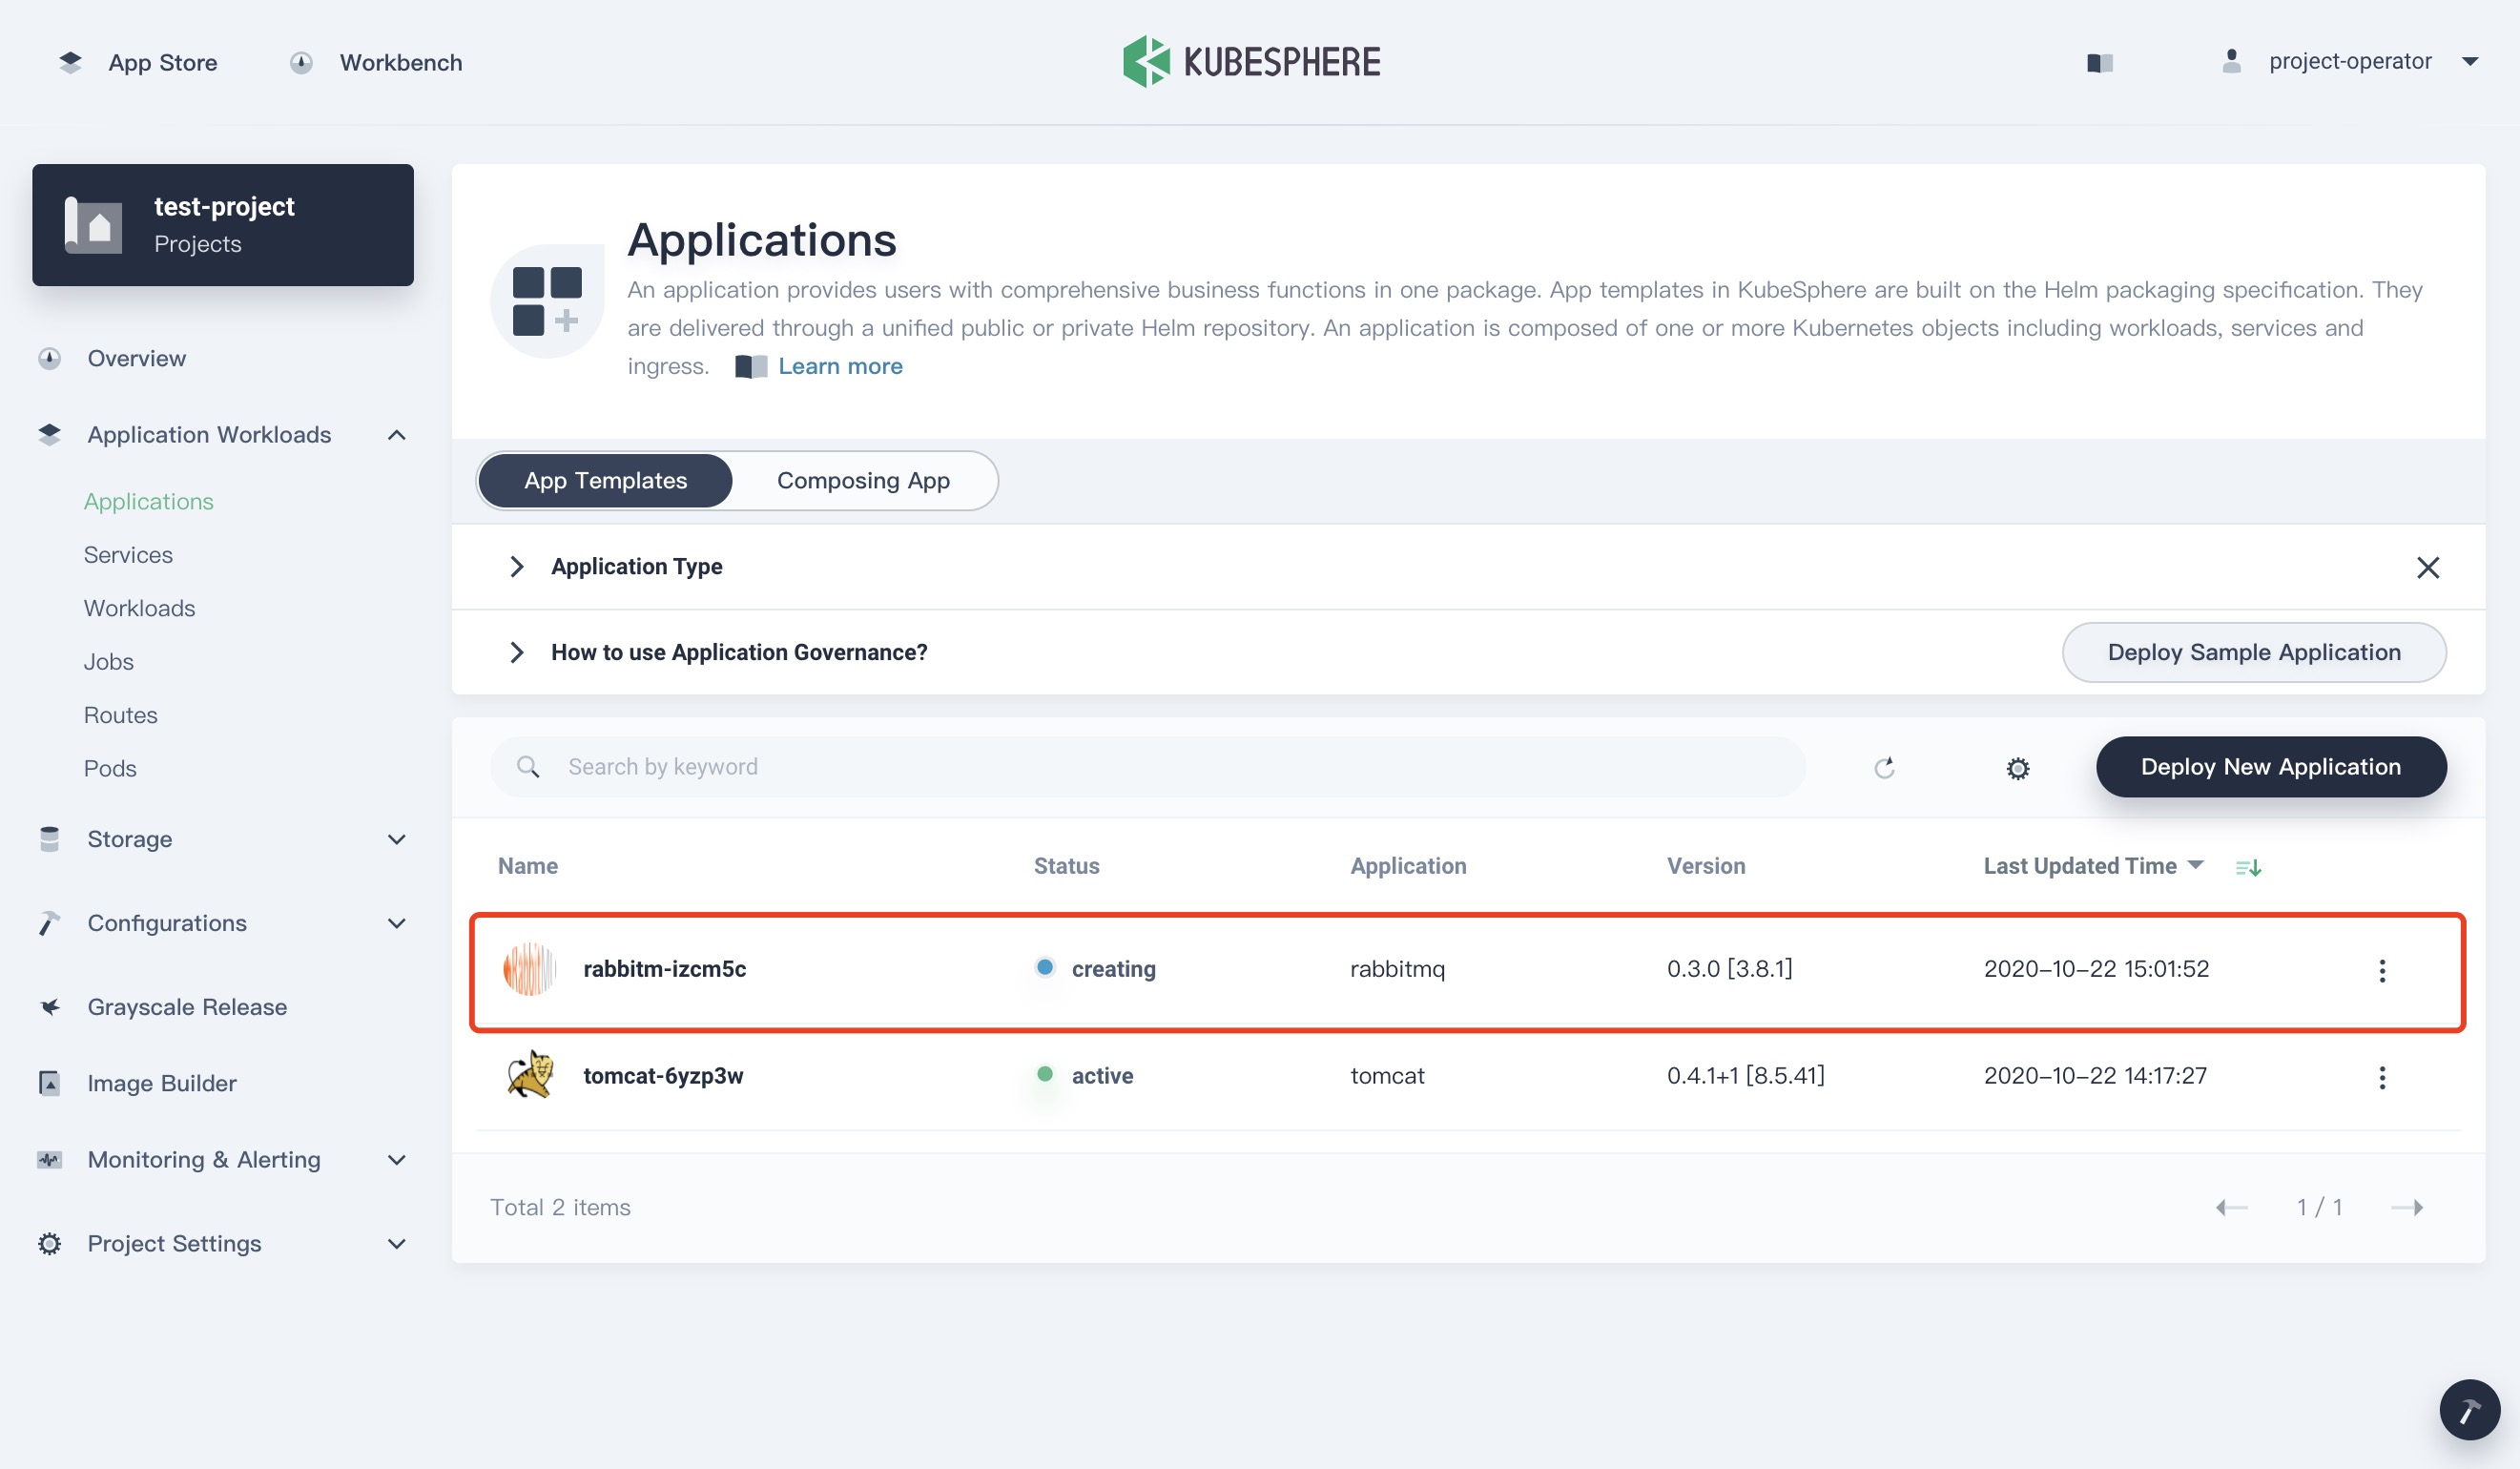 App Store
Workbench
KUBESPHERE
project-operator
test-project
Projects
Overview
Application Workloads
Applications
Services
Workloads
Jobs
Routes
Pods
Storage
Configurations
Grayscale Release
Image Builder
Monitoring & Alerting
Project Settings
Applications
An application provides users with comprehensive business functions in one package. App templates in KubeSphere are built on the Helm packaging specification. They
are delivered through a unified public or private Helm repository. An application is composed of one or more Kubernetes objects including workloads, services and
ingress. Learn more
App Templates Composing App
Application Type
How to use Application Governance? Deploy Sample Application
Search by keyword Deploy New Application
Name Status Application Version Last Updated Time
rabbitm-izcm5c creating rabbitmq 0.3.0 [3.8.1] 2020-10-22 15:01:52
tomcat-6yzp3w active tomcat 0.4.1+1 [8.5.41] 2020-10-22 14:17:27
Total 2 items 1 / 1